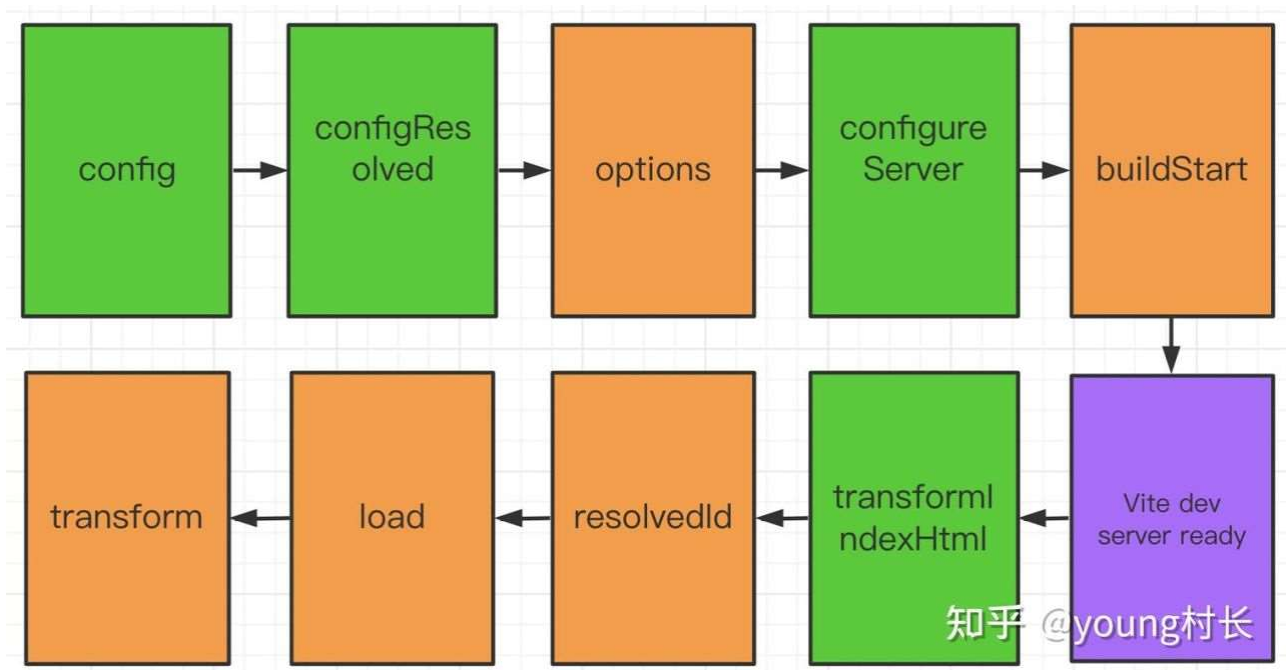 config
configRes
olved
options
configure
Server
buildStart
transform
load
resolvedId
transformI
ndexHtml
Vite dev
server ready
知乎 @young村长